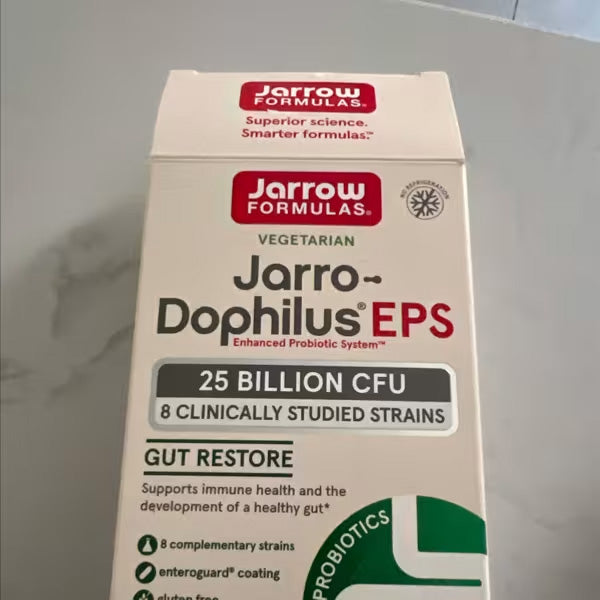 Jarrow
FORMULAS®
Superior science.
Smarter formulas.™
Jarrow
FORMULAS®
NO REFRIGERATION
VEGETARIAN
Jarro-
Dophilus® EPS
Enhanced Probiotic System™
25 BILLION CFU
8 CLINICALLY STUDIED STRAINS
GUT RESTORE
Supports immune health and the
development of a healthy gut*
8 complementary strains
enteroguard® coating
gluten free
PROBIOTICS